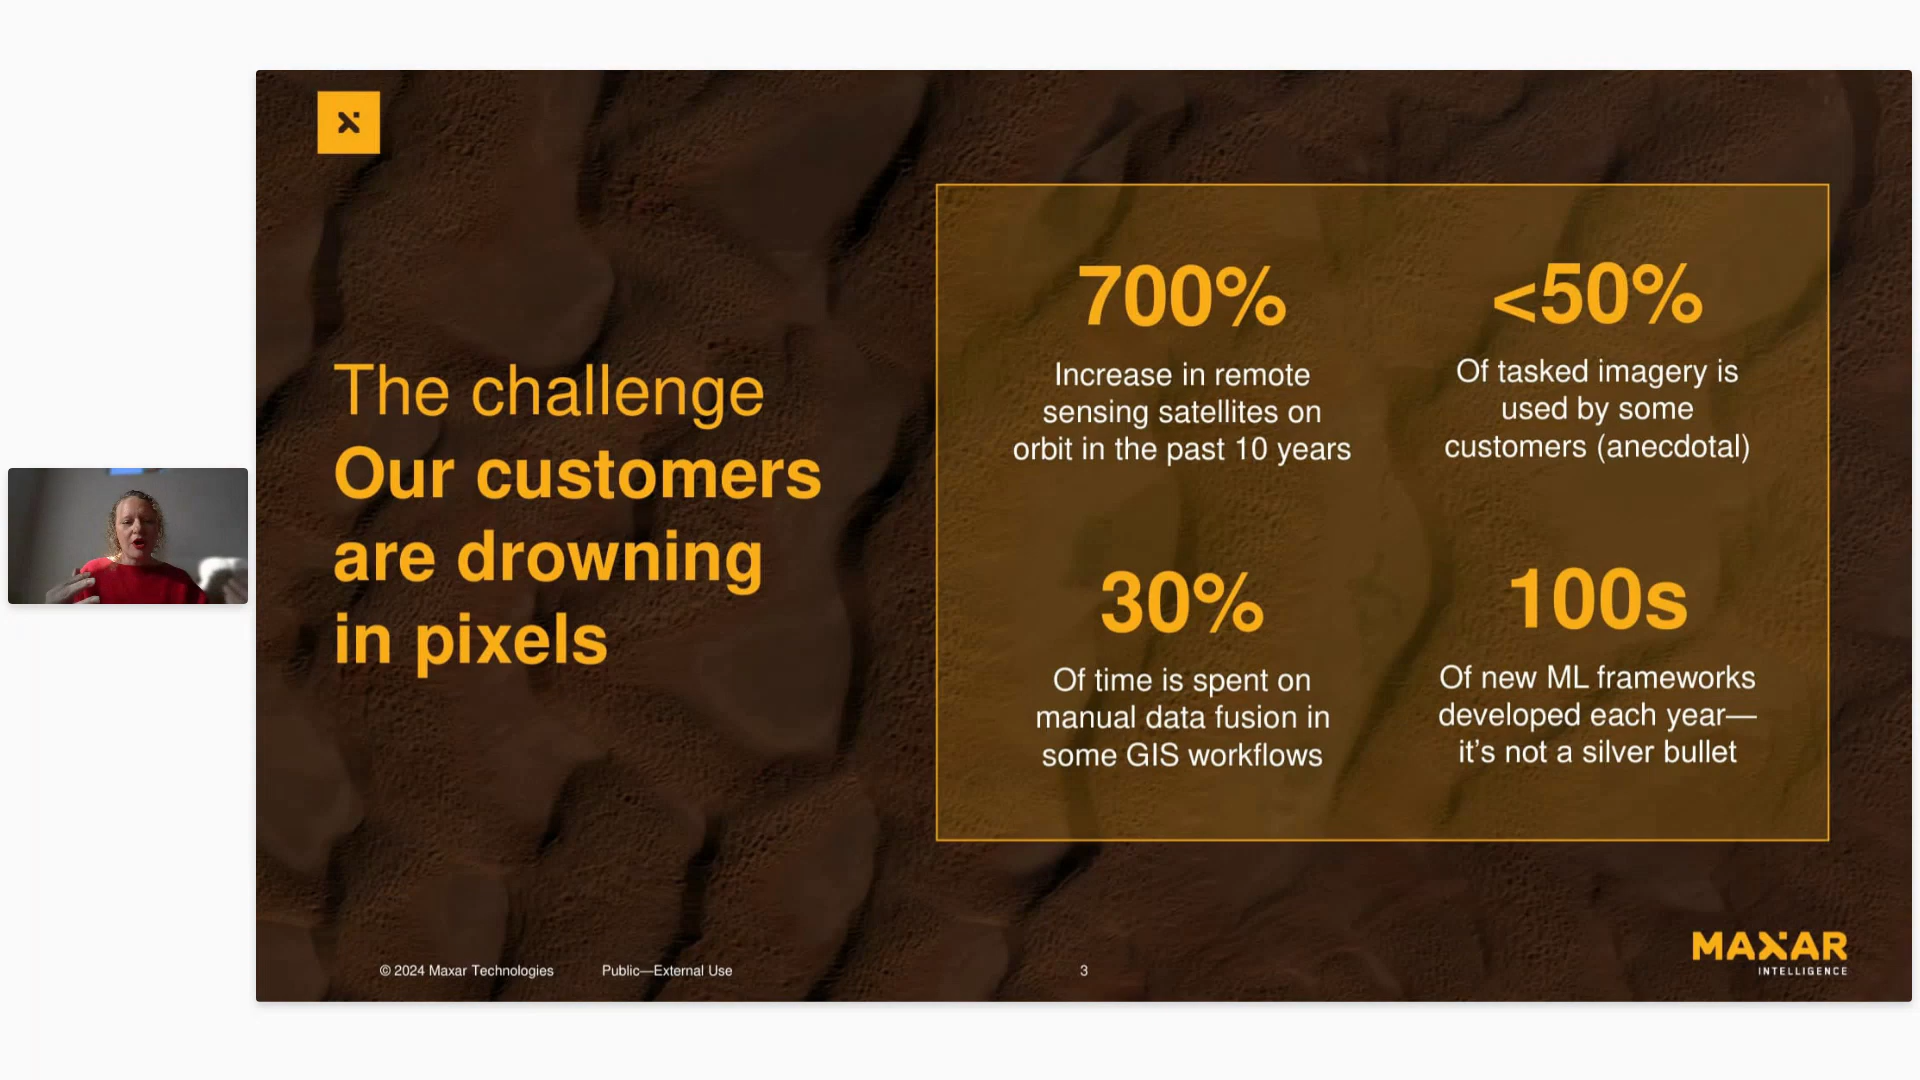 The challenge
Our customers
are drowning
in pixels
700%
Increase in remote
sensing satellites on
orbit in the past 10 years
<50%
Of tasked imagery is
used by some
customers (anecdotal)
30%
Of time is spent on
manual data fusion in
some GIS workflows
100s
Of new ML frameworks
developed each year—
it’s not a silver bullet
© 2024 Maxar Technologies
Public—External Use
3
MAXAR
INTELLIGENCE